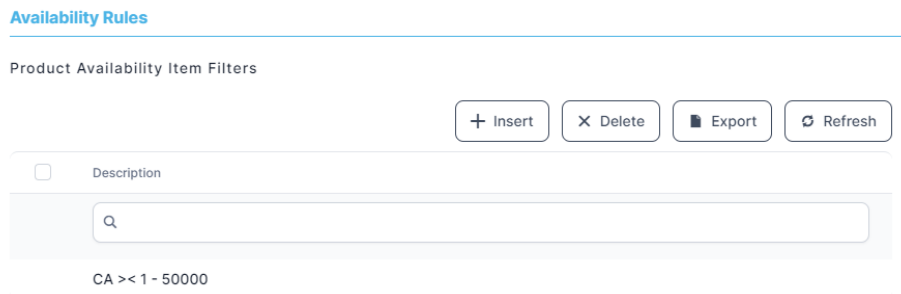 Availability Rules
Product Availability Item Filters
Insert Delete Export Refresh
Description
CA >< 1 - 50000